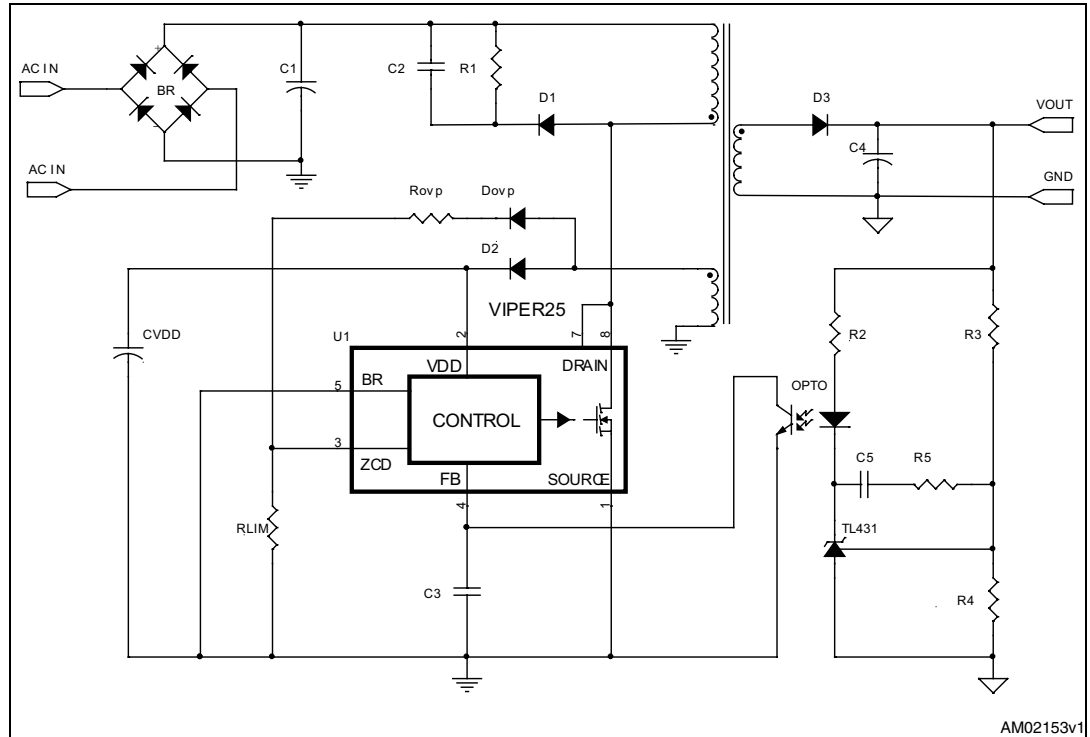 AC IN
BR
+
-
AC IN
C1
C2
R1
D1
D3
C4
VOUT
GND
Rovp
Dovp
D2
VIPER25
CVDD
U1
2
7
8
VDD
DRAIN
5
BR
CONTROL
3
ZCD
FB
SOURCE
4
1
RLIM
C3
OPTO
R2
R3
C5
R5
TL431
R4
AM02153v1